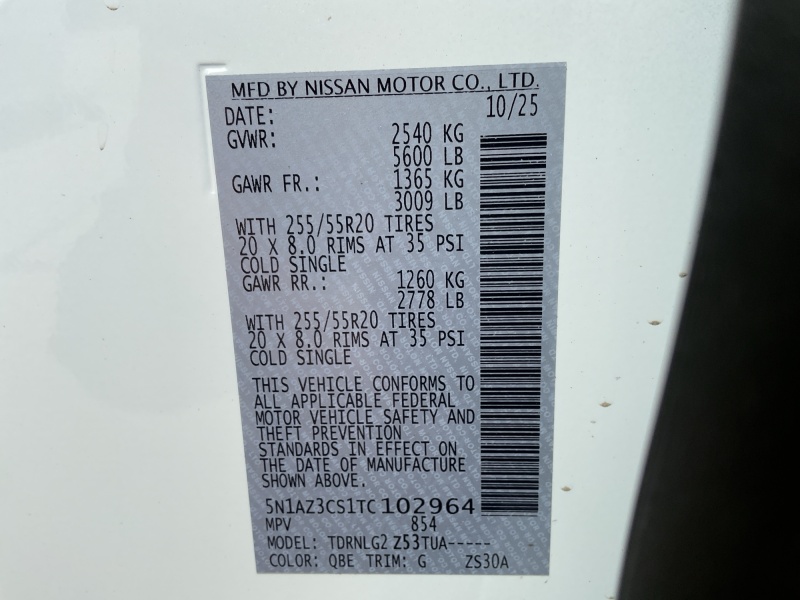 MFD BY NISSAN MOTOR CO., LTD.
DATE: 10/25
GVWR: 2540 KG
5600 LB
GAWR FR.: 1365 KG
3009 LB
WITH 255/55R20 TIRES
20 X 8.0 RIMS AT 35 PSI
COLD SINGLE
GAWR RR.: 1260 KG
2778 LB
WITH 255/55R20 TIRES
20 X 8.0 RIMS AT 35 PSI
COLD SINGLE
THIS VEHICLE CONFORMS TO
ALL APPLICABLE FEDERAL
MOTOR VEHICLE SAFETY AND
THEFT PREVENTION
STANDARDS IN EFFECT ON
THE DATE OF MANUFACTURE
SHOWN ABOVE.
5N1AZ3CS1TC102964
MPV 854
MODEL: TDRNLG2 Z53TUA-----
COLOR: QBE TRIM: G ZS30A